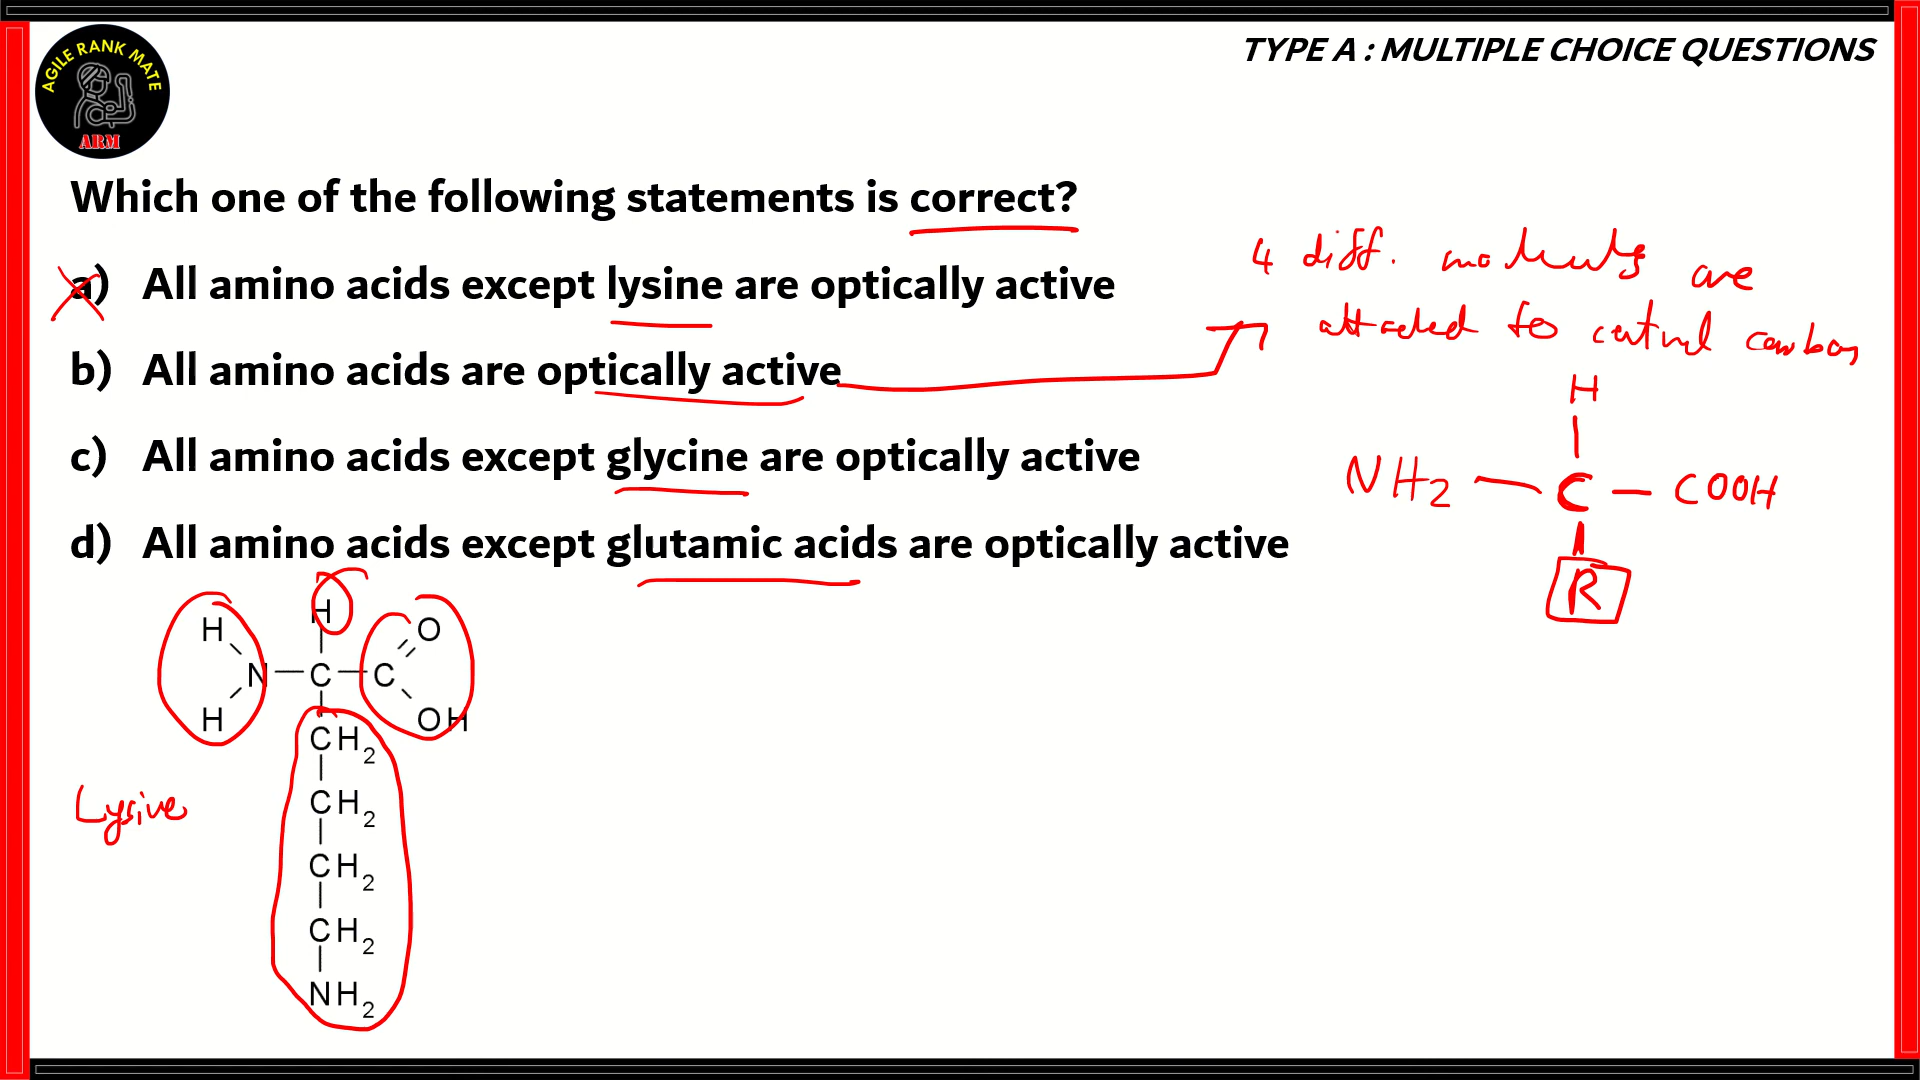 AGILE RANK MATE
ARM
TYPE A : MULTIPLE CHOICE QUESTIONS
Which one of the following statements is correct?
a) All amino acids except lysine are optically active
b) All amino acids are optically active
c) All amino acids except glycine are optically active
d) All amino acids except glutamic acids are optically active
4 diff. molecules are
attached to central carbon
H
NH2 — C — COOH
R
H
H O
N — C — C
H OH
CH2
CH2
CH2
CH2
NH2
Lysine